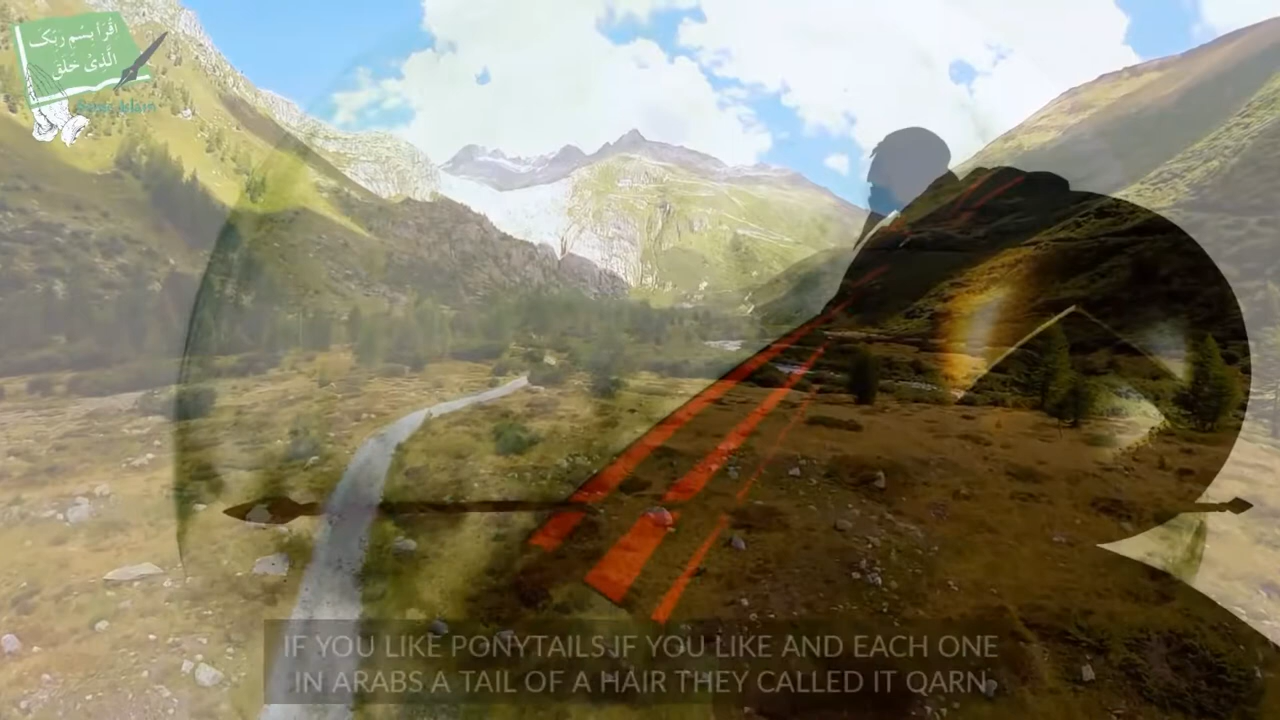 اقْرَأ بِسْمِ رَبِّكَ
الَّذِىْ خَلَقَ
IF YOU LIKE PONYTAILS,IF YOU LIKE AND EACH ONE
IN ARABS A TAIL OF A HAIR THEY CALLED IT QARN